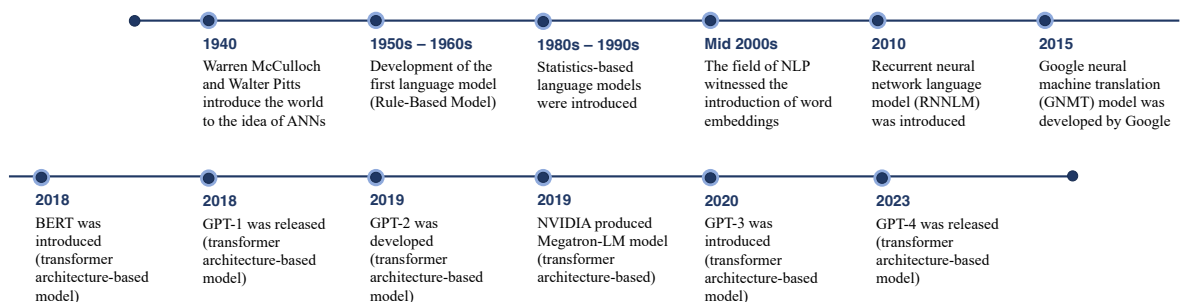 1940
Warren McCulloch
and Walter Pitts
introduce the world
to the idea of ANNs
1950s – 1960s
Development of the
first language model
(Rule-Based Model)
1980s – 1990s
Statistics-based
language models
were introduced
Mid 2000s
The field of NLP
witnessed the
introduction of word
embeddings
2010
Recurrent neural
network language
model (RNNLM)
was introduced
2015
Google neural
machine translation
(GNMT) model was
developed by Google
2018
BERT was
introduced
(transformer
architecture-based
model)
2018
GPT-1 was released
(transformer
architecture-based
model)
2019
GPT-2 was
developed
(transformer
architecture-based
model)
2019
NVIDIA produced
Megatron-LM model
(transformer
architecture-based)
2020
GPT-3 was
introduced
(transformer
architecture-based
model)
2023
GPT-4 was released
(transformer
architecture-based
model)